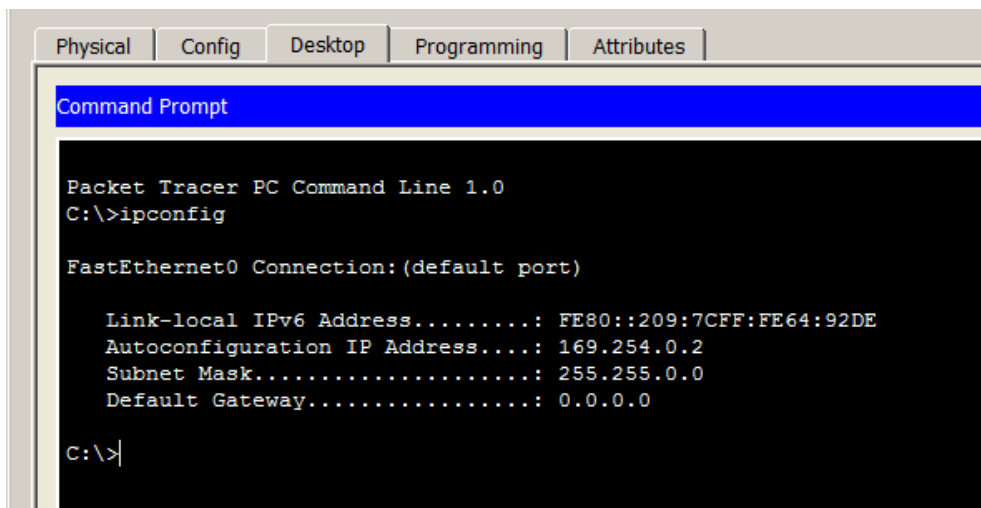 Physical Config Desktop Programming Attributes
Command Prompt
Packet Tracer PC Command Line 1.0
C:\>ipconfig
FastEthernet0 Connection:(default port)
Link-local IPv6 Address.........: FE80::209:7CFF:FE64:92DE
Autoconfiguration IP Address....: 169.254.0.2
Subnet Mask.....................: 255.255.0.0
Default Gateway.................: 0.0.0.0
C:\>